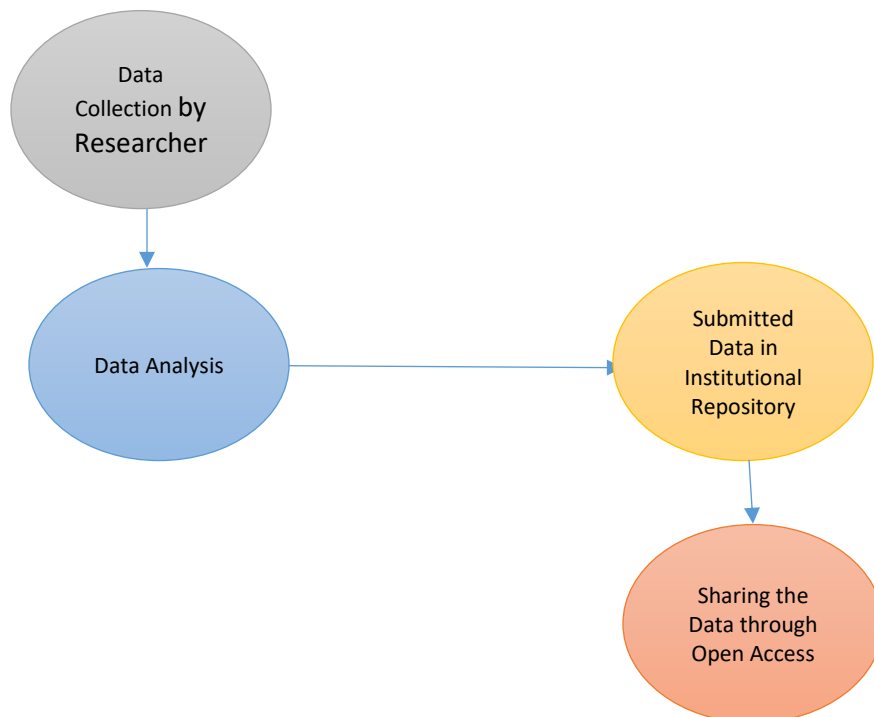 Data
Collection by
Researcher
Data Analysis
Submitted
Data in
Institutional
Repository
Sharing the
Data through
Open Access